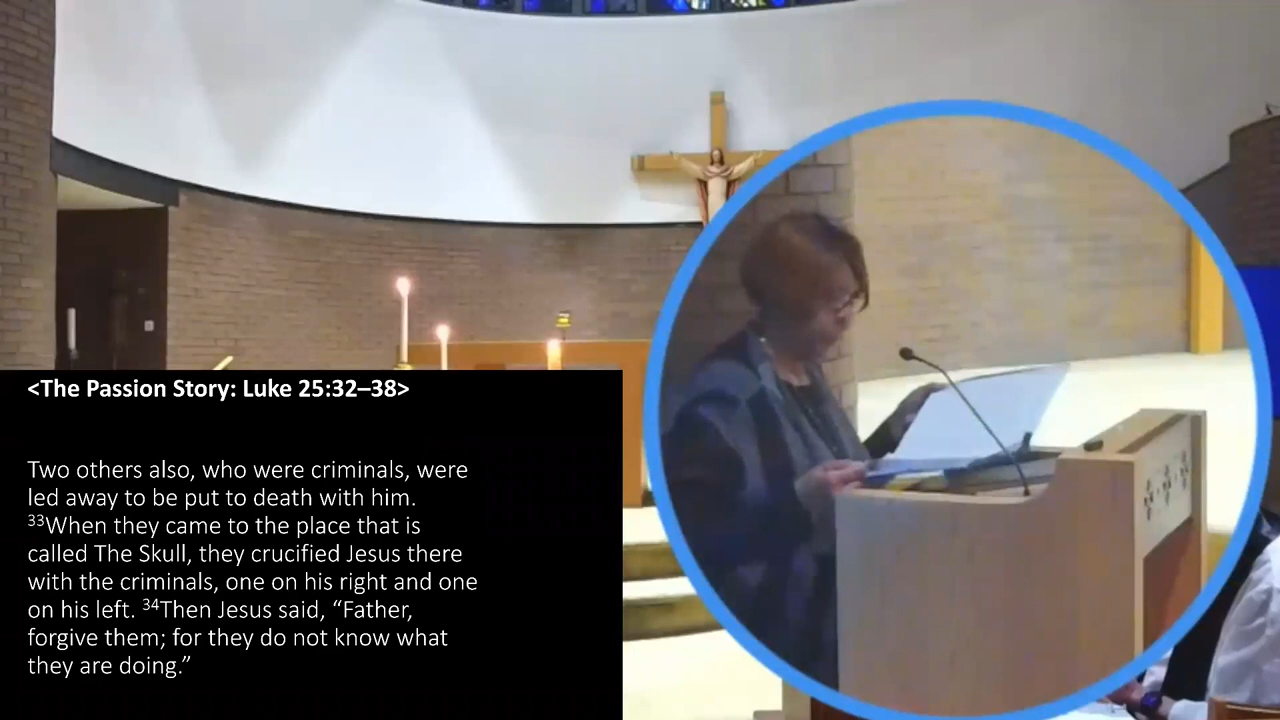 <The Passion Story: Luke 25:32–38>
Two others also, who were criminals, were
led away to be put to death with him.
³³When they came to the place that is
called The Skull, they crucified Jesus there
with the criminals, one on his right and one
on his left. ³⁴Then Jesus said, “Father,
forgive them; for they do not know what
they are doing.”